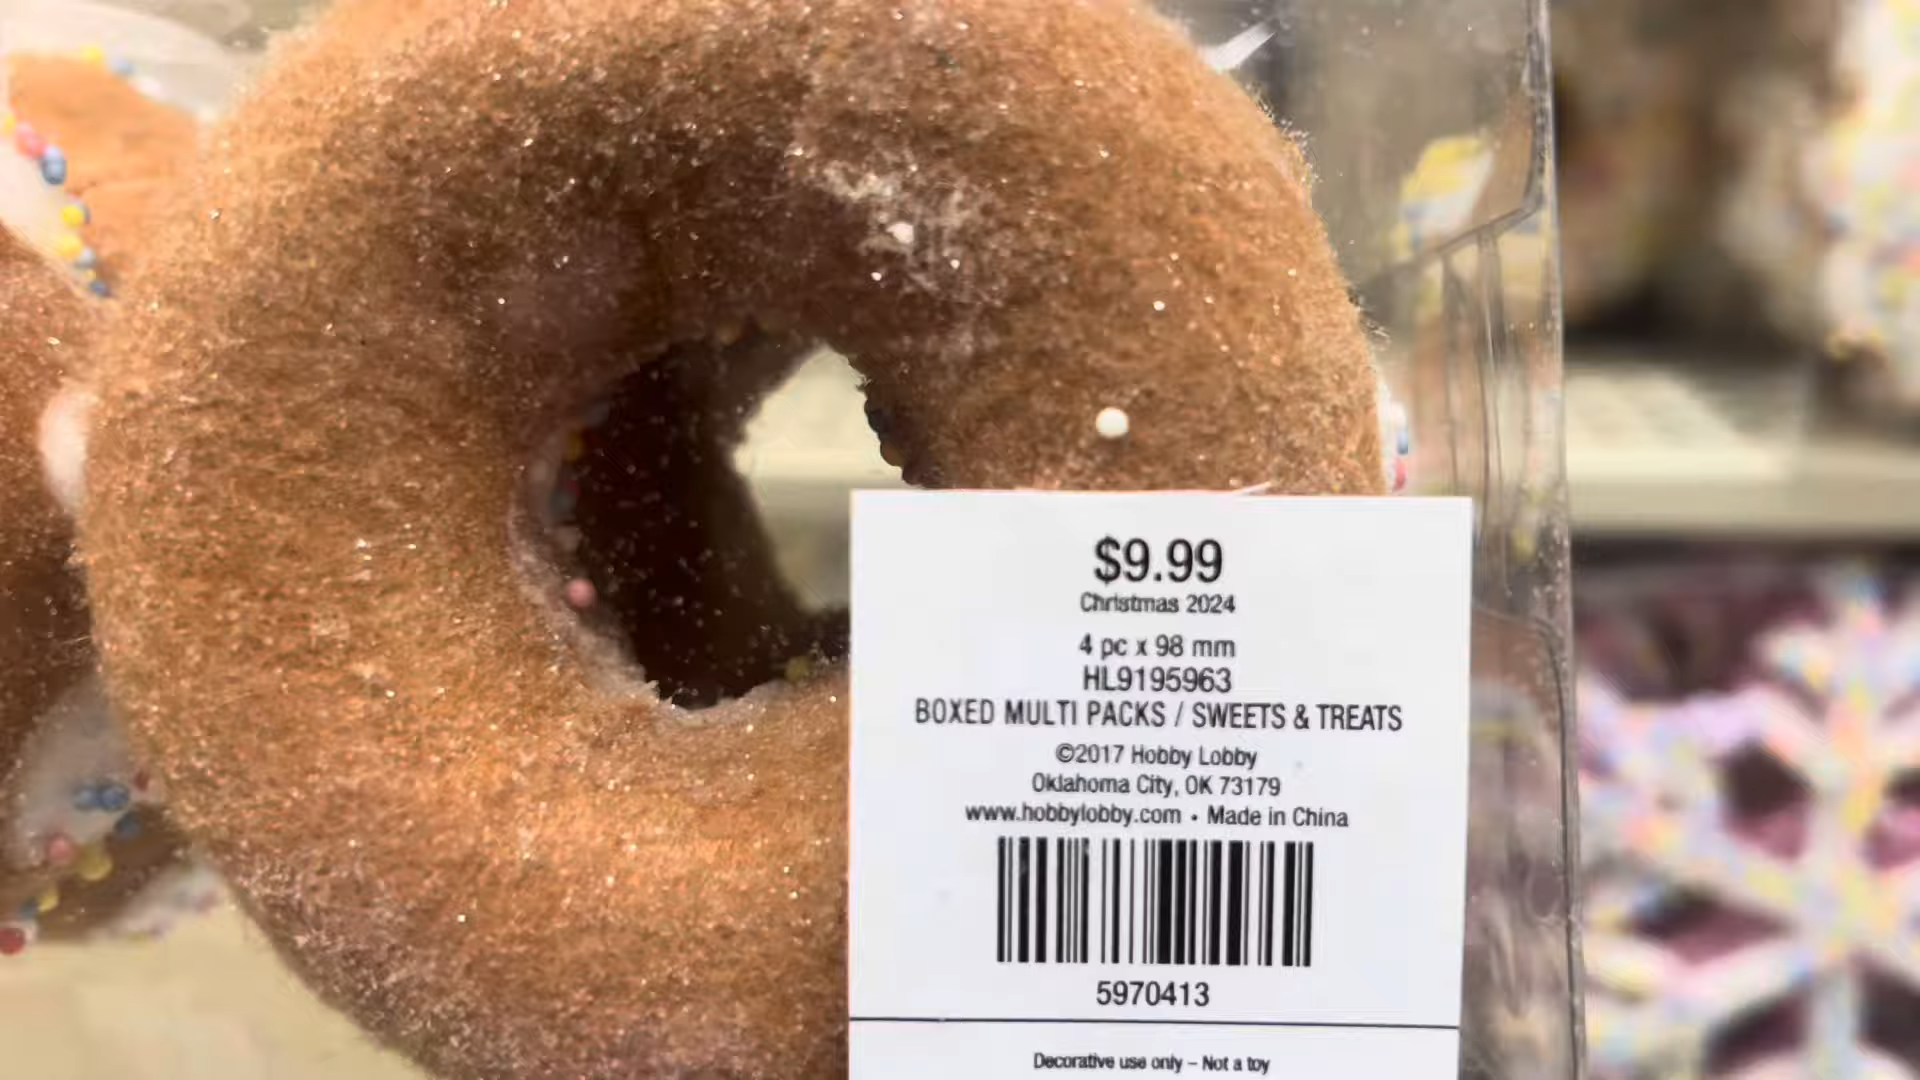 $9.99
Christmas 2024
4 pc x 98 mm
HL9195963
BOXED MULTI PACKS / SWEETS & TREATS
©2017 Hobby Lobby
Oklahoma City, OK 73179
www.hobbylobby.com • Made in China
5970413
Decorative use only – Not a toy